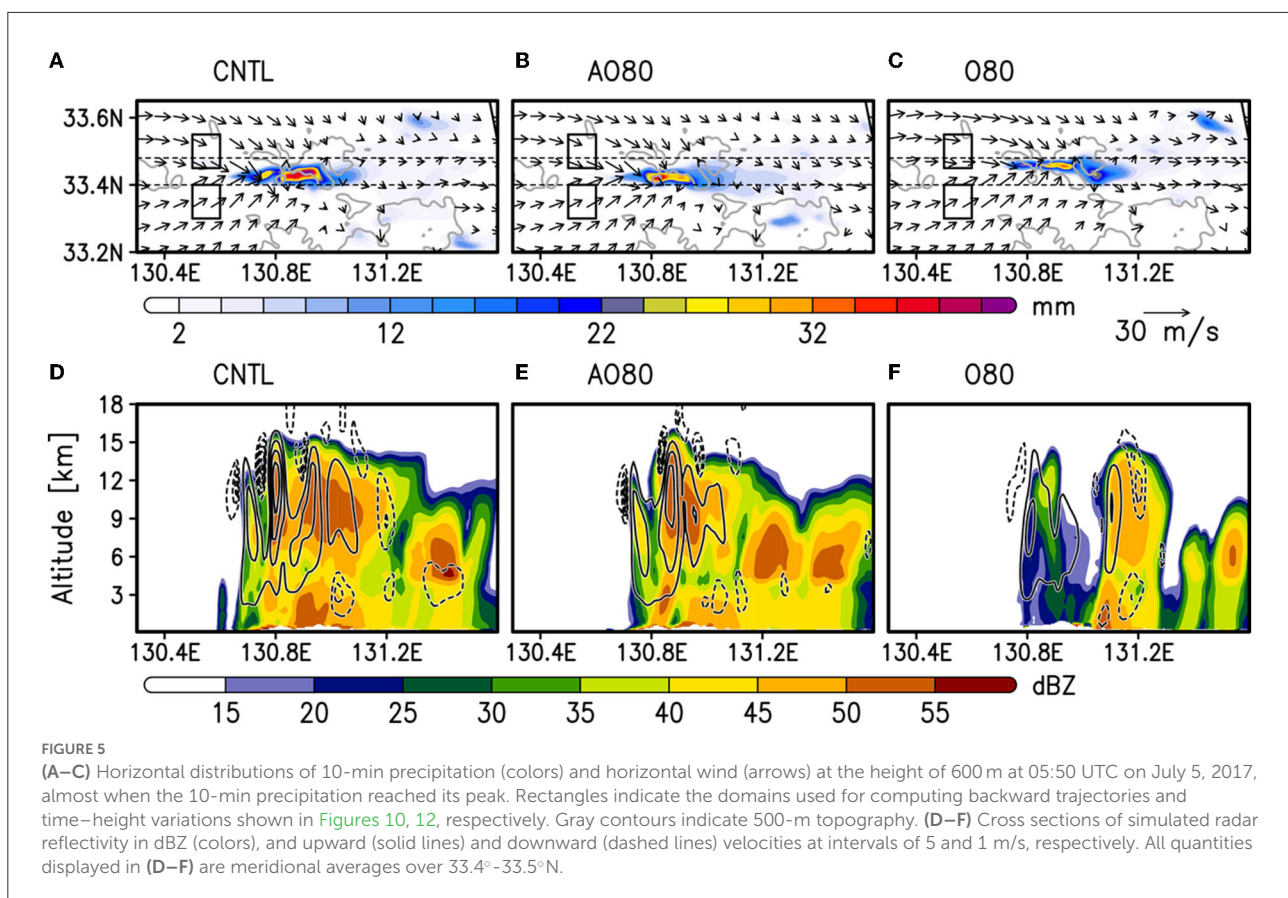 A CNTL B AO80 C O80
33.6N
33.4N
33.2N
130.4E 130.8E 131.2E 130.4E 130.8E 131.2E 130.4E 130.8E 131.2E
mm
2 12 22 32 30 m/s
D CNTL E AO80 F O80
18
15
12
9
6
3
Altitude [km]
130.4E 130.8E 131.2E 130.4E 130.8E 131.2E 130.4E 130.8E 131.2E
dBZ
15 20 25 30 35 40 45 50 55
FIGURE 5
(A–C) Horizontal distributions of 10-min precipitation (colors) and horizontal wind (arrows) at the height of 600 m at 05:50 UTC on July 5, 2017,
almost when the 10-min precipitation reached its peak. Rectangles indicate the domains used for computing backward trajectories and
time–height variations shown in Figures 10, 12, respectively. Gray contours indicate 500-m topography. (D–F) Cross sections of simulated radar
reflectivity in dBZ (colors), and upward (solid lines) and downward (dashed lines) velocities at intervals of 5 and 1 m/s, respectively. All quantities
displayed in (D–F) are meridional averages over 33.4°-33.5°N.